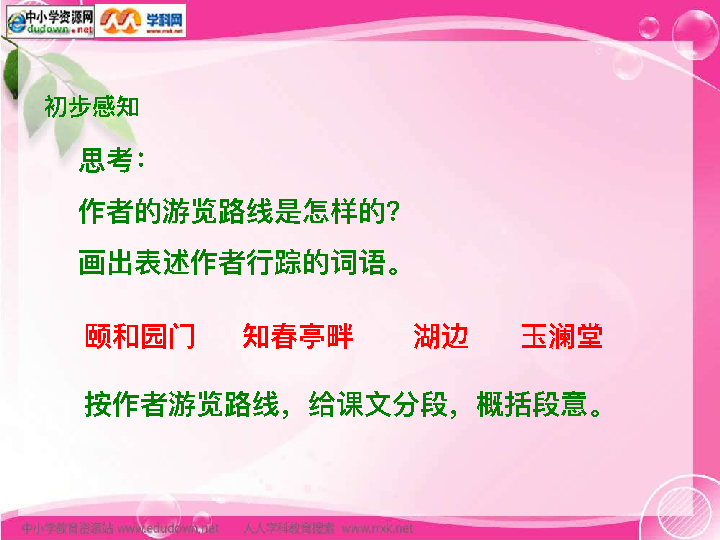 中小学资源网
edudown.net
学科网
www.nxk.net
初步感知
思考：
作者的游览路线是怎样的？
画出表述作者行踪的词语。
颐和园门 知春亭畔 湖边 玉澜堂
按作者游览路线，给课文分段，概括段意。
中小学教育资源站 www.edudown.net 人人学科教育搜索 www.nxk.net